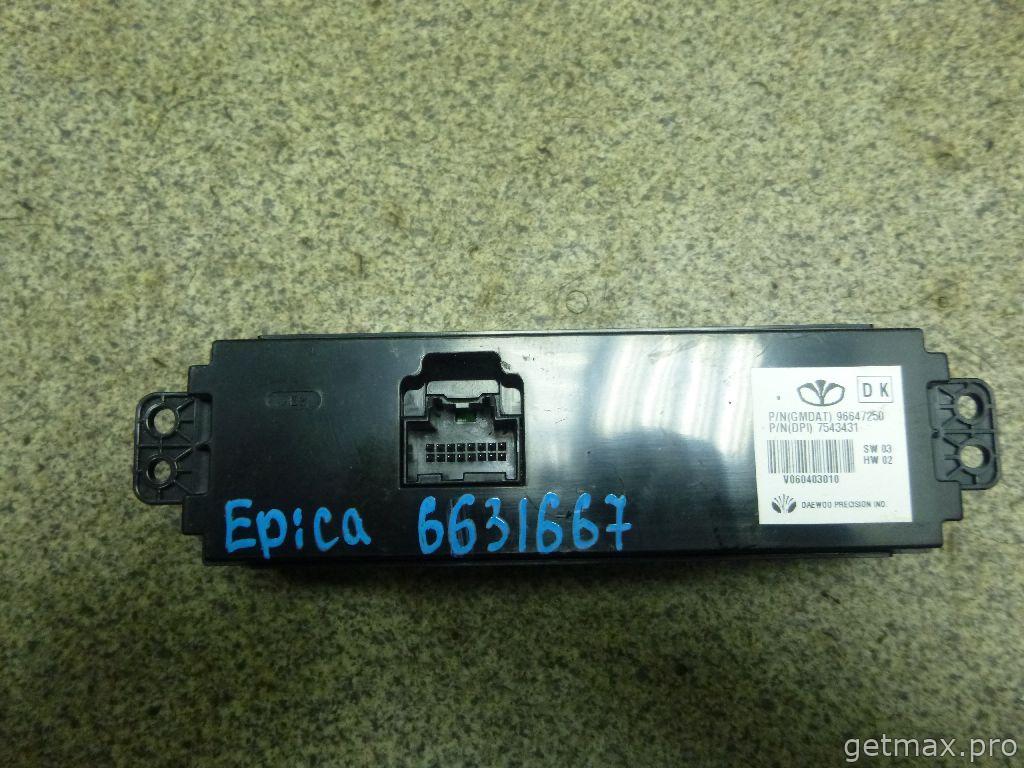 DK
P/N(GMDAT) 96647250
P/N(DPI) 7543431
SW 03
HW 02
V060403010
DAEWOO PRECISION IND.
Epica 6631667
getmax.pro